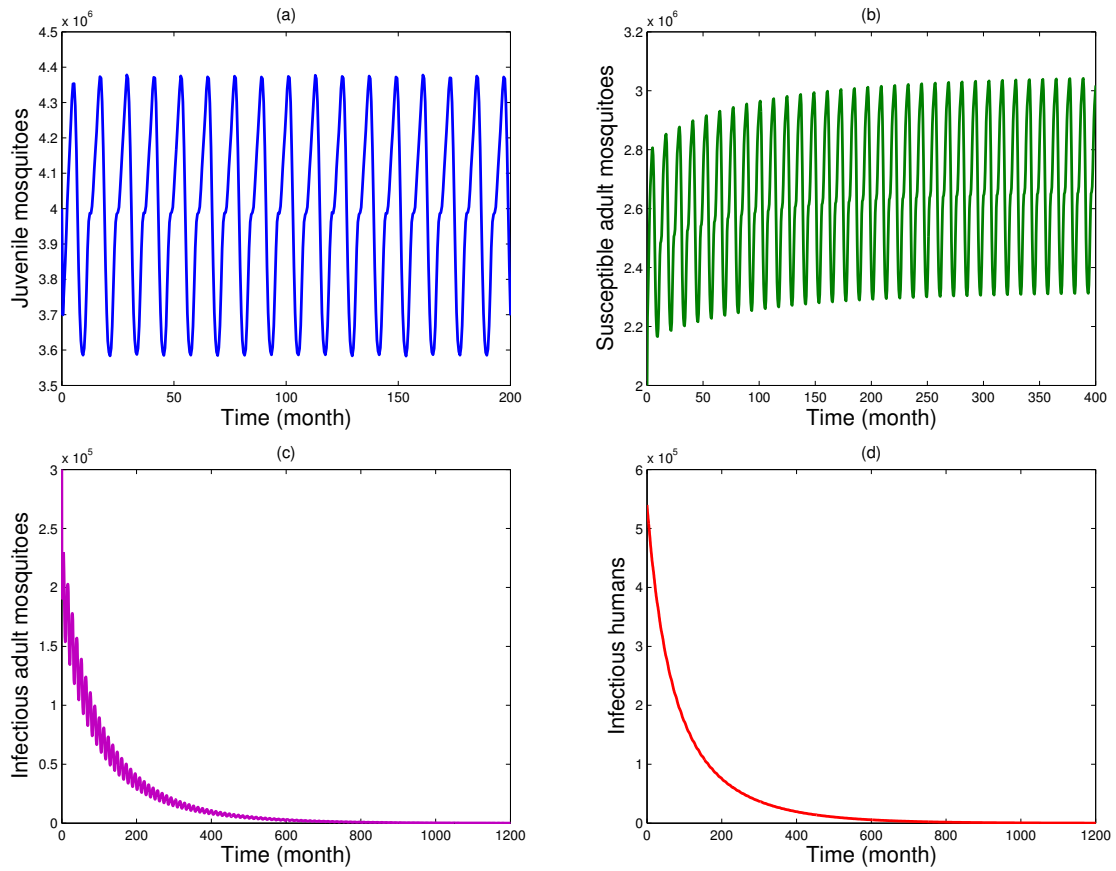 (a)
x 10^6
4.5
4.4
4.3
4.2
4.1
4
3.9
3.8
3.7
3.6
3.5
Juvenile mosquitoes
0 50 100 150 200
Time (month)
(b)
x 10^6
3.2
3
2.8
2.6
2.4
2.2
2
Susceptible adult mosquitoes
0 50 100 150 200 250 300 350 400
Time (month)
(c)
x 10^5
3
2.5
2
1.5
1
0.5
0
Infectious adult mosquitoes
0 200 400 600 800 1000 1200
Time (month)
(d)
x 10^5
6
5
4
3
2
1
0
Infectious humans
0 200 400 600 800 1000 1200
Time (month)